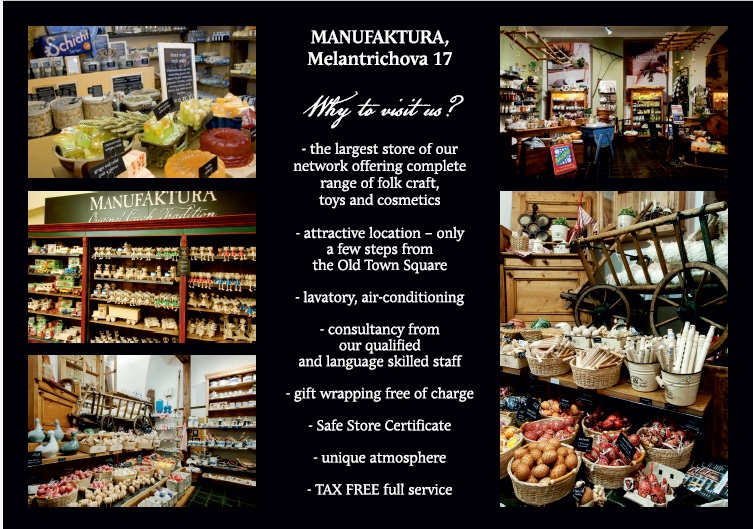 MANUFAKTURA,
Melantrichova 17
Why to visit us?
- the largest store of our
network offering complete
range of folk craft,
toys and cosmetics
- attractive location – only
a few steps from
the Old Town Square
- lavatory, air-conditioning
- consultancy from
our qualified
and language skilled staff
- gift wrapping free of charge
- Safe Store Certificate
- unique atmosphere
- TAX FREE full service
Schicht
MANUFAKTURA
Original Czech Tradition